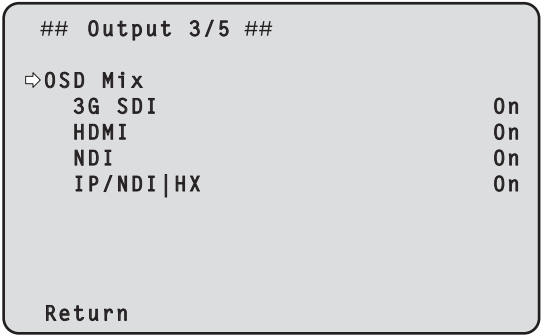 ## Output 3/5 ##
⇨OSD Mix
3G SDI On
HDMI On
NDI On
IP/NDI|HX On
Return